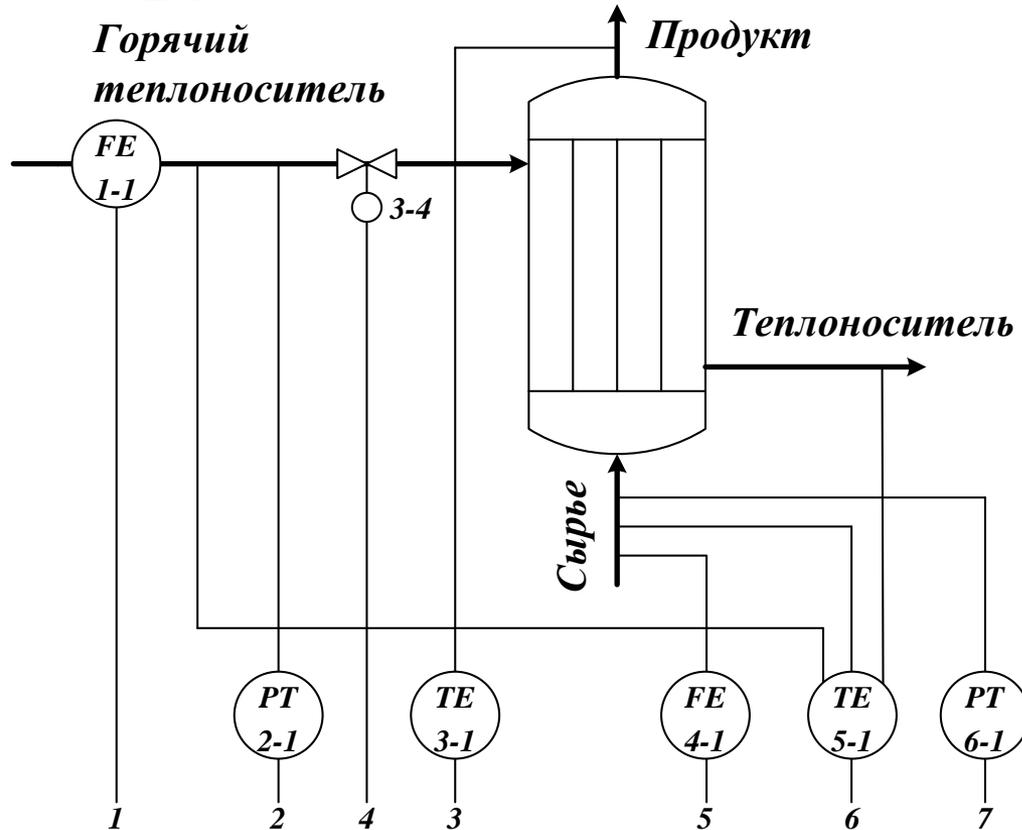 Горячий
теплоноситель
Продукт
FE
1-1
3-4
Теплоноситель
Сырье
PT
2-1
TE
3-1
FE
4-1
TE
5-1
PT
6-1
1
2
4
3
5
6
7